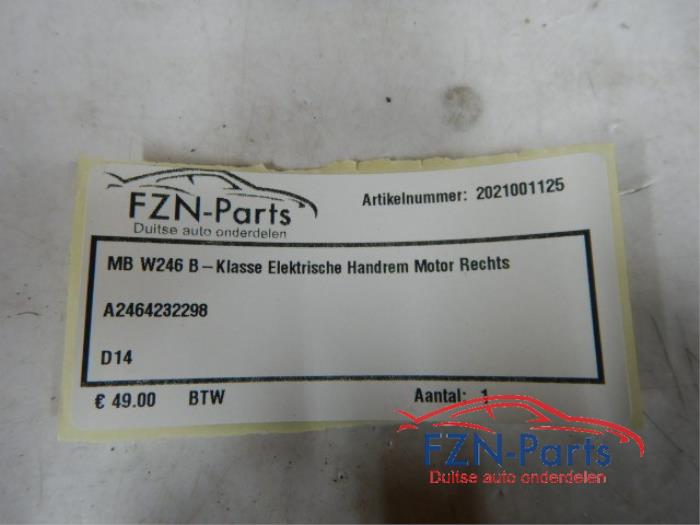 FZN-Parts
Duitse auto onderdelen
Artikelnummer: 2021001125
MB W246 B-Klasse Elektrische Handrem Motor Rechts
A2464232298
D14
€ 49.00 BTW Aantal: 1
FZN-Parts
Duitse auto onderdelen